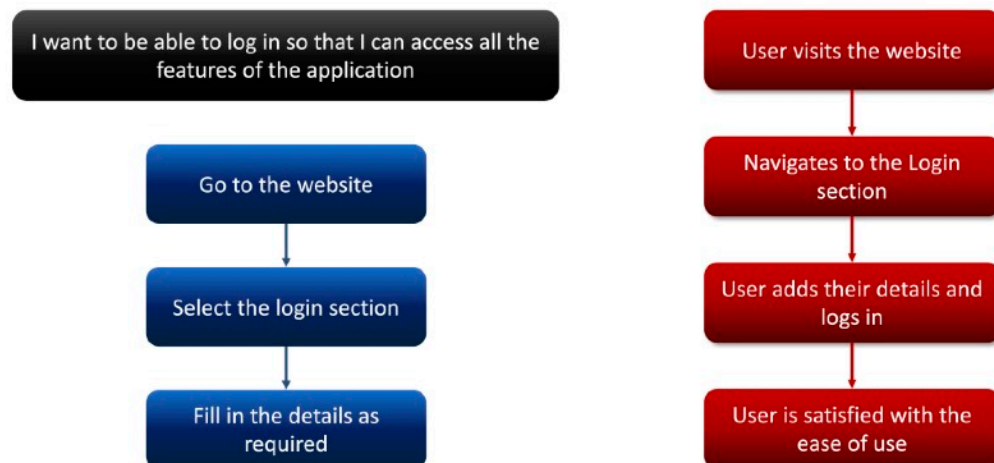 I want to be able to log in so that I can access all the
features of the application
Go to the website
Select the login section
Fill in the details as
required
User visits the website
Navigates to the Login
section
User adds their details and
logs in
User is satisfied with the
ease of use